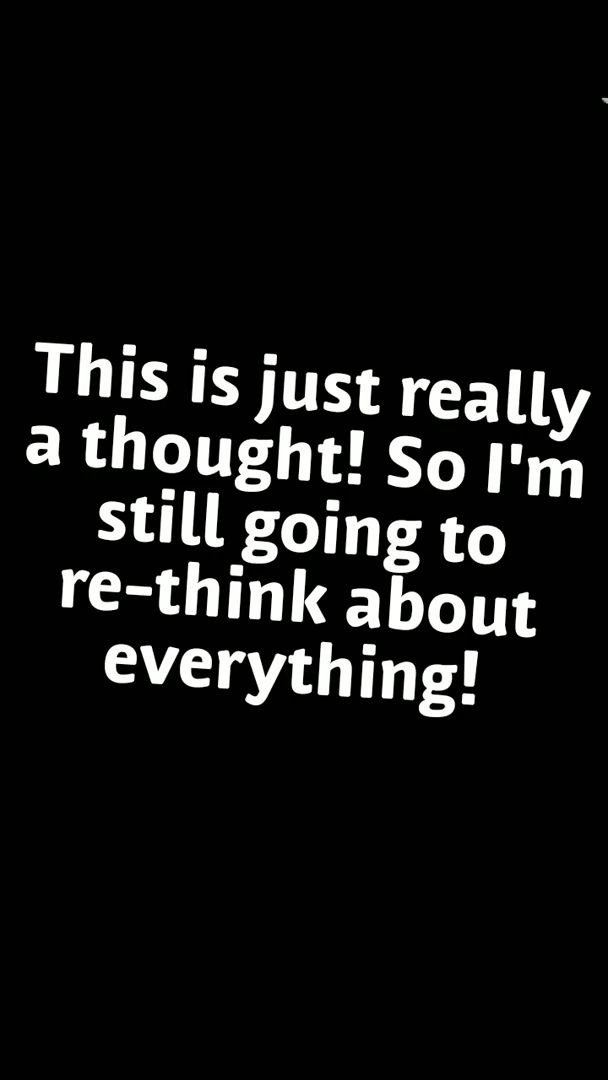 This is just really
a thought! So I'm
still going to
re-think about
everything!